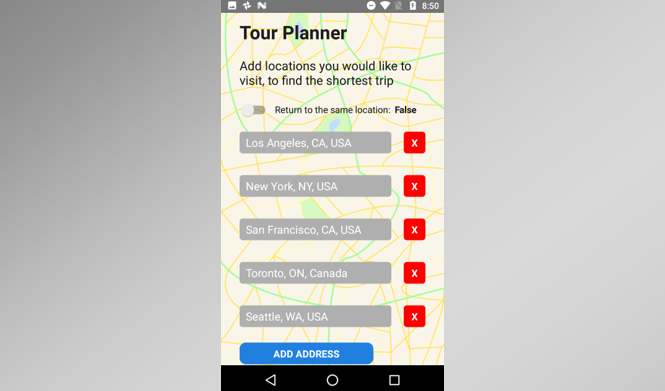 8:50
Tour Planner
Add locations you would like to
visit, to find the shortest trip
Return to the same location: False
Los Angeles, CA, USA
X
New York, NY, USA
X
San Francisco, CA, USA
X
Toronto, ON, Canada
X
Seattle, WA, USA
X
ADD ADDRESS